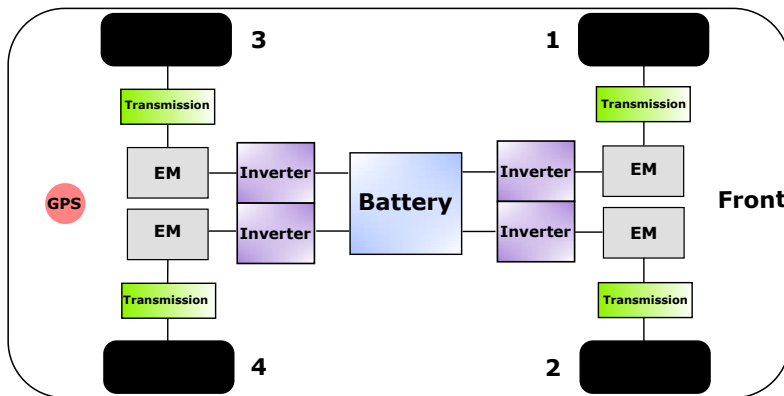 3
1
Transmission
Transmission
EM
Inverter
Battery
Inverter
EM
GPS
Front
EM
Inverter
Inverter
EM
Transmission
Transmission
4
2